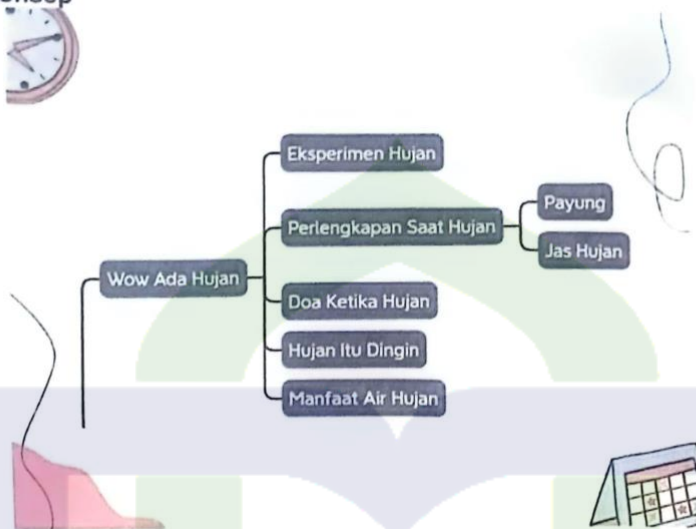 Eksperimen Hujan
Perlengkapan Saat Hujan
Payung
Jas Hujan
Wow Ada Hujan
Doa Ketika Hujan
Hujan Itu Dingin
Manfaat Air Hujan